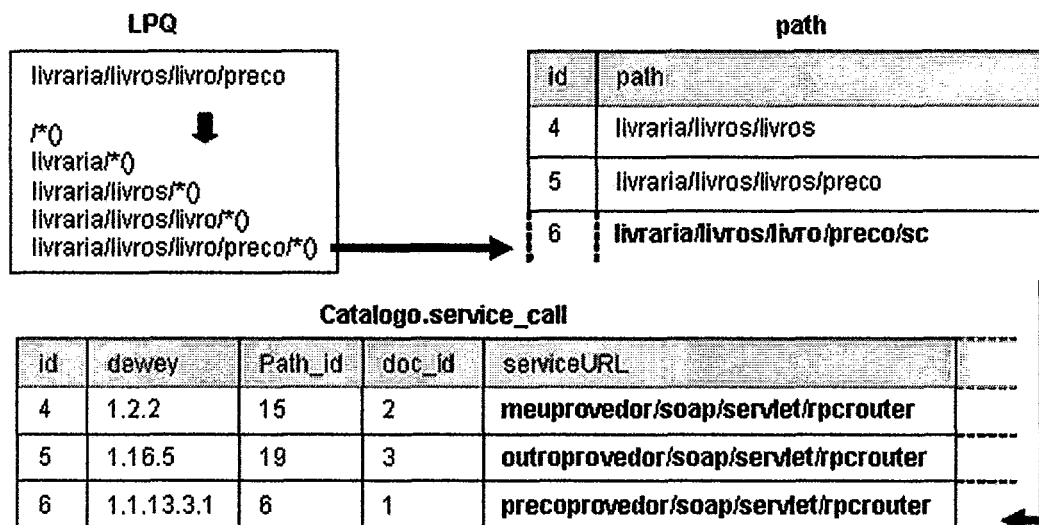 LPQ
livraria/livros/livro/preco
/*()
livraria/*()
livraria/livros/*()
livraria/livros/livro/*()
livraria/livros/livro/preco/*()
path
id path
4 livraria/livros/livros
5 livraria/livros/livros/preco
6 livraria/livros/livro/preco/sc
Catalogo.service_call
id dewey Path_id doc_id serviceURL
4 1.2.2 15 2 meuprovedor/soap/servlet/rpcrouter
5 1.16.5 19 3 outroprovedor/soap/servlet/rpcrouter
6 1.1.13.3.1 6 1 precoprovedor/soap/servlet/rpcrouter